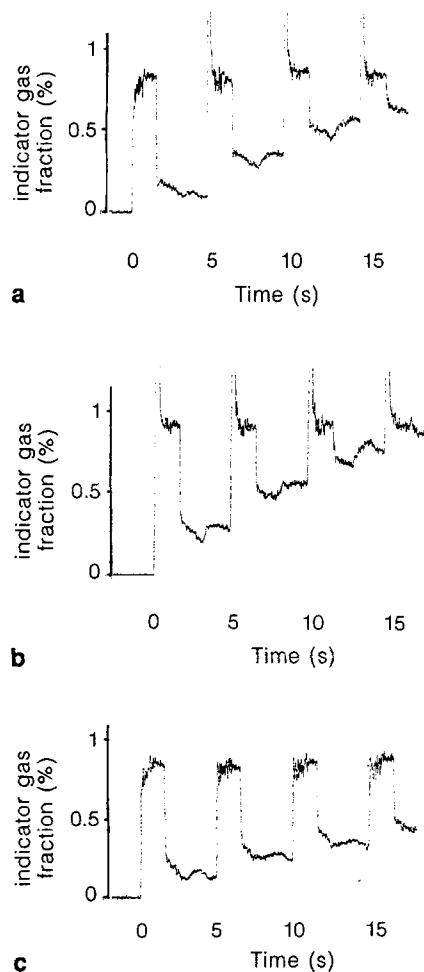 indicator gas
fraction (%)
1
0.5
0
0 5 10 15
Time (s)
a
indicator gas
fraction (%)
1
0.5
0
0 5 10 15
Time (s)
b
indicator gas
fraction (%)
1
0.5
0
0 5 10 15
Time (s)
c